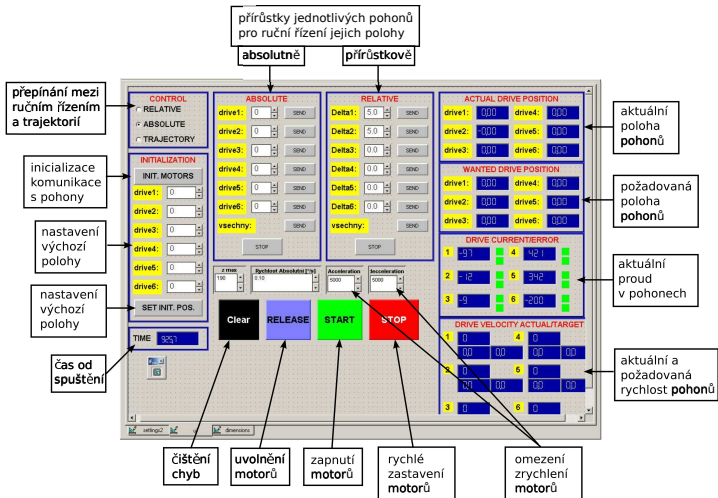 přírůstky jednotlivých pohonů
pro ruční řízení jejich polohy
absolutně
přírůstkově
přepínání mezi
ručním řízením
a trajektorií
inicializace
komunikace
s pohony
nastavení
výchozí
polohy
nastavení
výchozí
polohy
čas od
spuštění
CONTROL
RELATIVE
ABSOLUTE
TRAJECTORY
INITIALIZATION
INIT. MOTORS
drive1: 0
drive2: 0
drive3: 0
drive4: 0
drive5: 0
drive6: 0
SET INIT. POS.
TIME 9257
ABSOLUTE
drive1: 0 SEND
drive2: 0 SEND
drive3: 0 SEND
drive4: 0 SEND
drive5: 0 SEND
drive6: 0 SEND
vsechny: SEND
STOP
RELATIVE
Delta1: 5.0 SEND
Delta2: 5.0 SEND
Delta3: 0.0 SEND
Delta4: 0.0 SEND
Delta5: 0.0 SEND
Delta6: 0.0 SEND
vsechny: SEND
STOP
z max
190
Rychlost Absolutni [°/s]
0.10
Acceleration
5000
5000
Clear
RELEASE
START
STOP
ACTUAL DRIVE POSITION
drive1: 0,00 drive4: 0,00
drive2: -0,00 drive5: 0,00
drive3: -0,00 drive6: 0,00
WANTED DRIVE POSITION
drive1: 0,00 drive4: 0,00
drive2: 0,00 drive5: 0,00
drive3: 0,00 drive6: 0,00
DRIVE CURRENT/ERROR
1 -97 4 421
2 -12 5 342
3 -9 6 -200
DRIVE VELOCITY ACTUAL/TARGET
1 0 4 0
0,0 0,0 0,0 0,0
2 0 5 0
0,0 0,0 0,0 0,0
3 0 6 0
settings2
dimensions
aktuální
poloha
pohonů
požadovaná
poloha
pohonů
aktuální
proud
v pohonech
aktuální a
požadovaná
rychlost pohonů
čištění
chyb
uvolnění
motorů
zapnutí
motorů
rychlé
zastavení
motorů
omezení
zrychlení
motorů